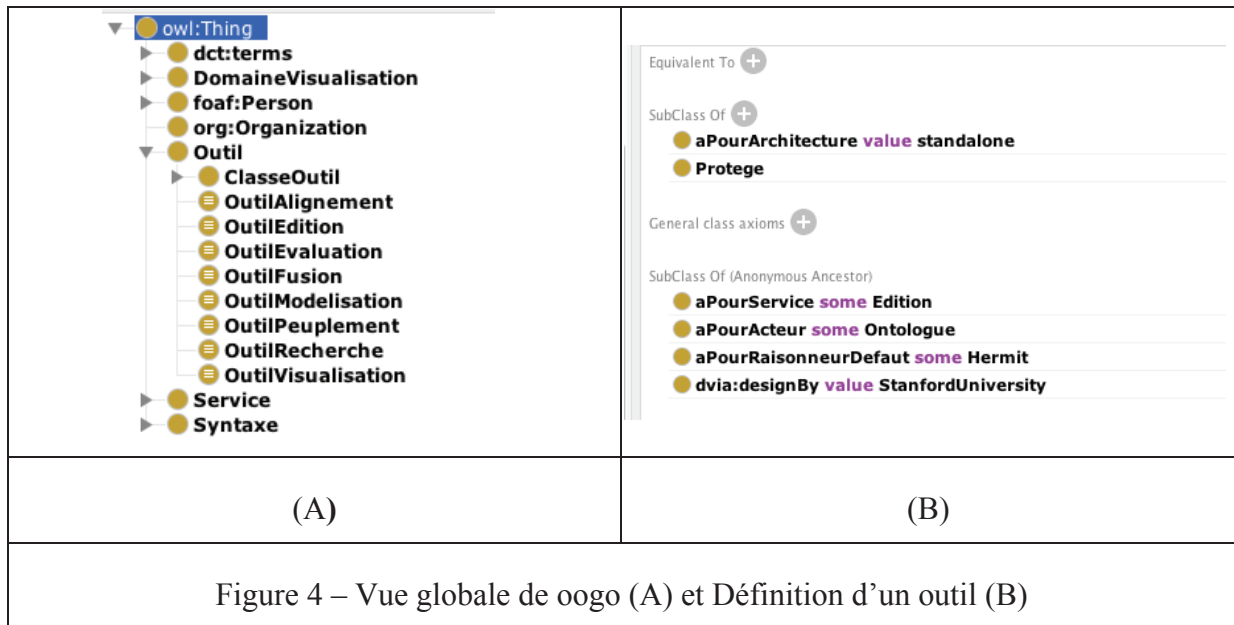 owl:Thing
dct:terms
DomaineVisualisation
foaf:Person
org:Organization
Outil
ClasseOutil
OutilAlignement
OutilEdition
OutilEvaluation
OutilFusion
OutilModelisation
OutilPeuplement
OutilRecherche
OutilVisualisation
Service
Syntaxe
Equivalent To
SubClass Of
aPourArchitecture value standalone
Protege
General class axioms
SubClass Of (Anonymous Ancestor)
aPourService some Edition
aPourActeur some Ontologue
aPourRaisonneurDefaut some Hermit
dvia:designBy value StanfordUniversity
(A)
(B)
Figure 4 – Vue globale de oogo (A) et Définition d’un outil (B)